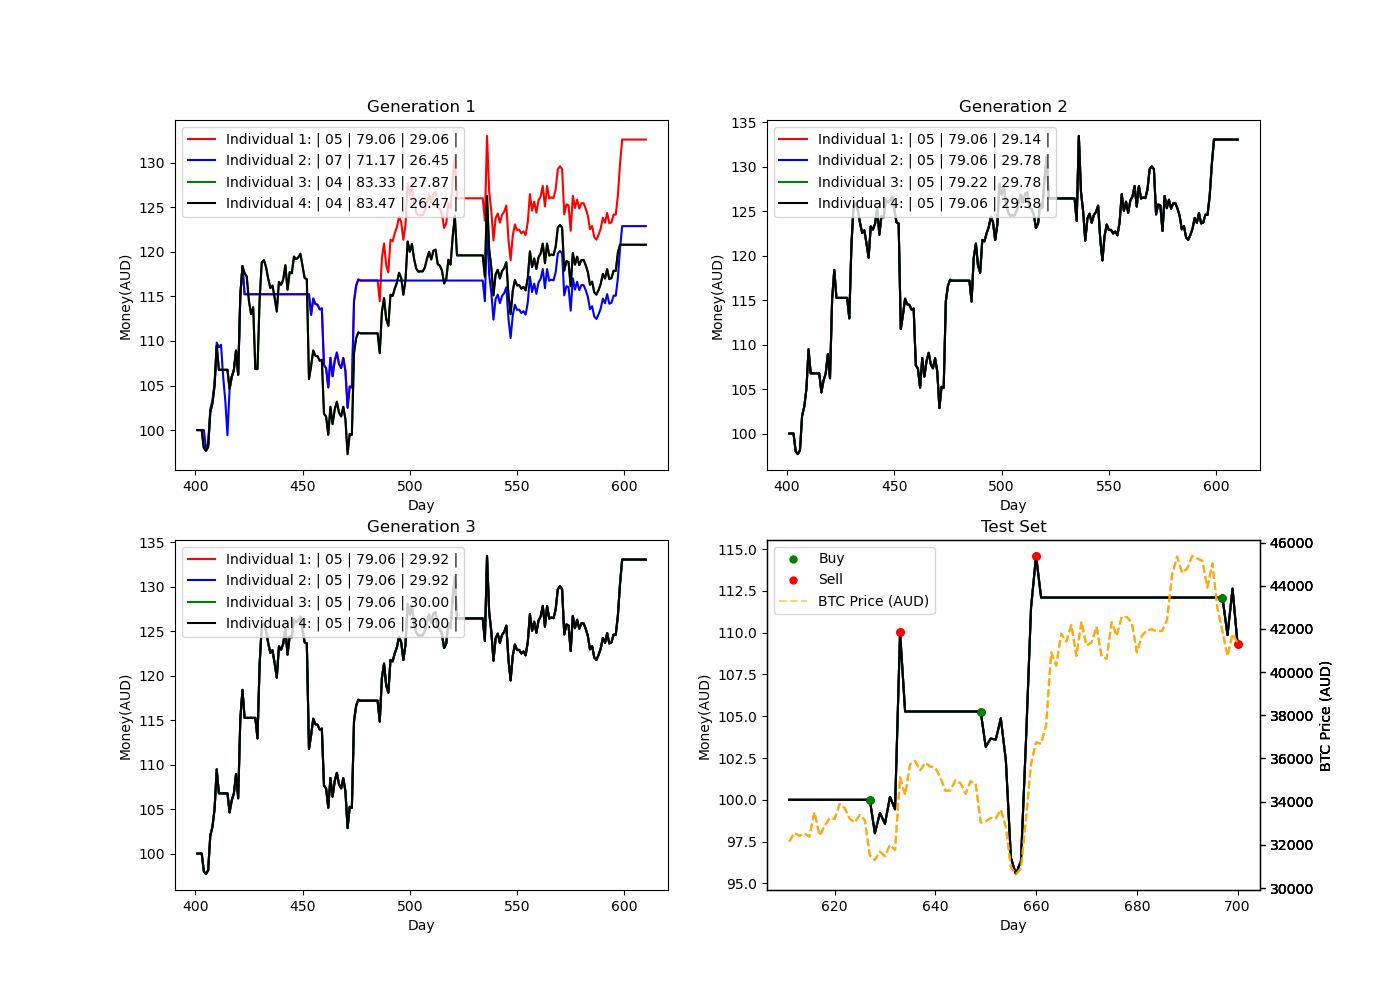 Generation 1
Individual 1: | 05 | 79.06 | 29.06 |
Individual 2: | 07 | 71.17 | 26.45 |
Individual 3: | 04 | 83.33 | 27.87 |
Individual 4: | 04 | 83.47 | 26.47 |
130
125
120
115
110
105
100
Money(AUD)
400 450 500 550 600
Day
Generation 2
Individual 1: | 05 | 79.06 | 29.14 |
Individual 2: | 05 | 79.06 | 29.78 |
Individual 3: | 05 | 79.22 | 29.78 |
Individual 4: | 05 | 79.06 | 29.58 |
135
130
125
120
115
110
105
100
Money(AUD)
400 450 500 550 600
Day
Generation 3
Individual 1: | 05 | 79.06 | 29.92 |
Individual 2: | 05 | 79.06 | 29.92 |
Individual 3: | 05 | 79.06 | 30.00 |
Individual 4: | 05 | 79.06 | 30.00 |
135
130
125
120
115
110
105
100
Money(AUD)
400 450 500 550 600
Day
Test Set
Buy
Sell
BTC Price (AUD)
115.0
112.5
110.0
107.5
105.0
102.5
100.0
97.5
95.0
Money(AUD)
46000
44000
42000
40000
38000
36000
34000
32000
30000
BTC Price (AUD)
620 640 660 680 700
Day